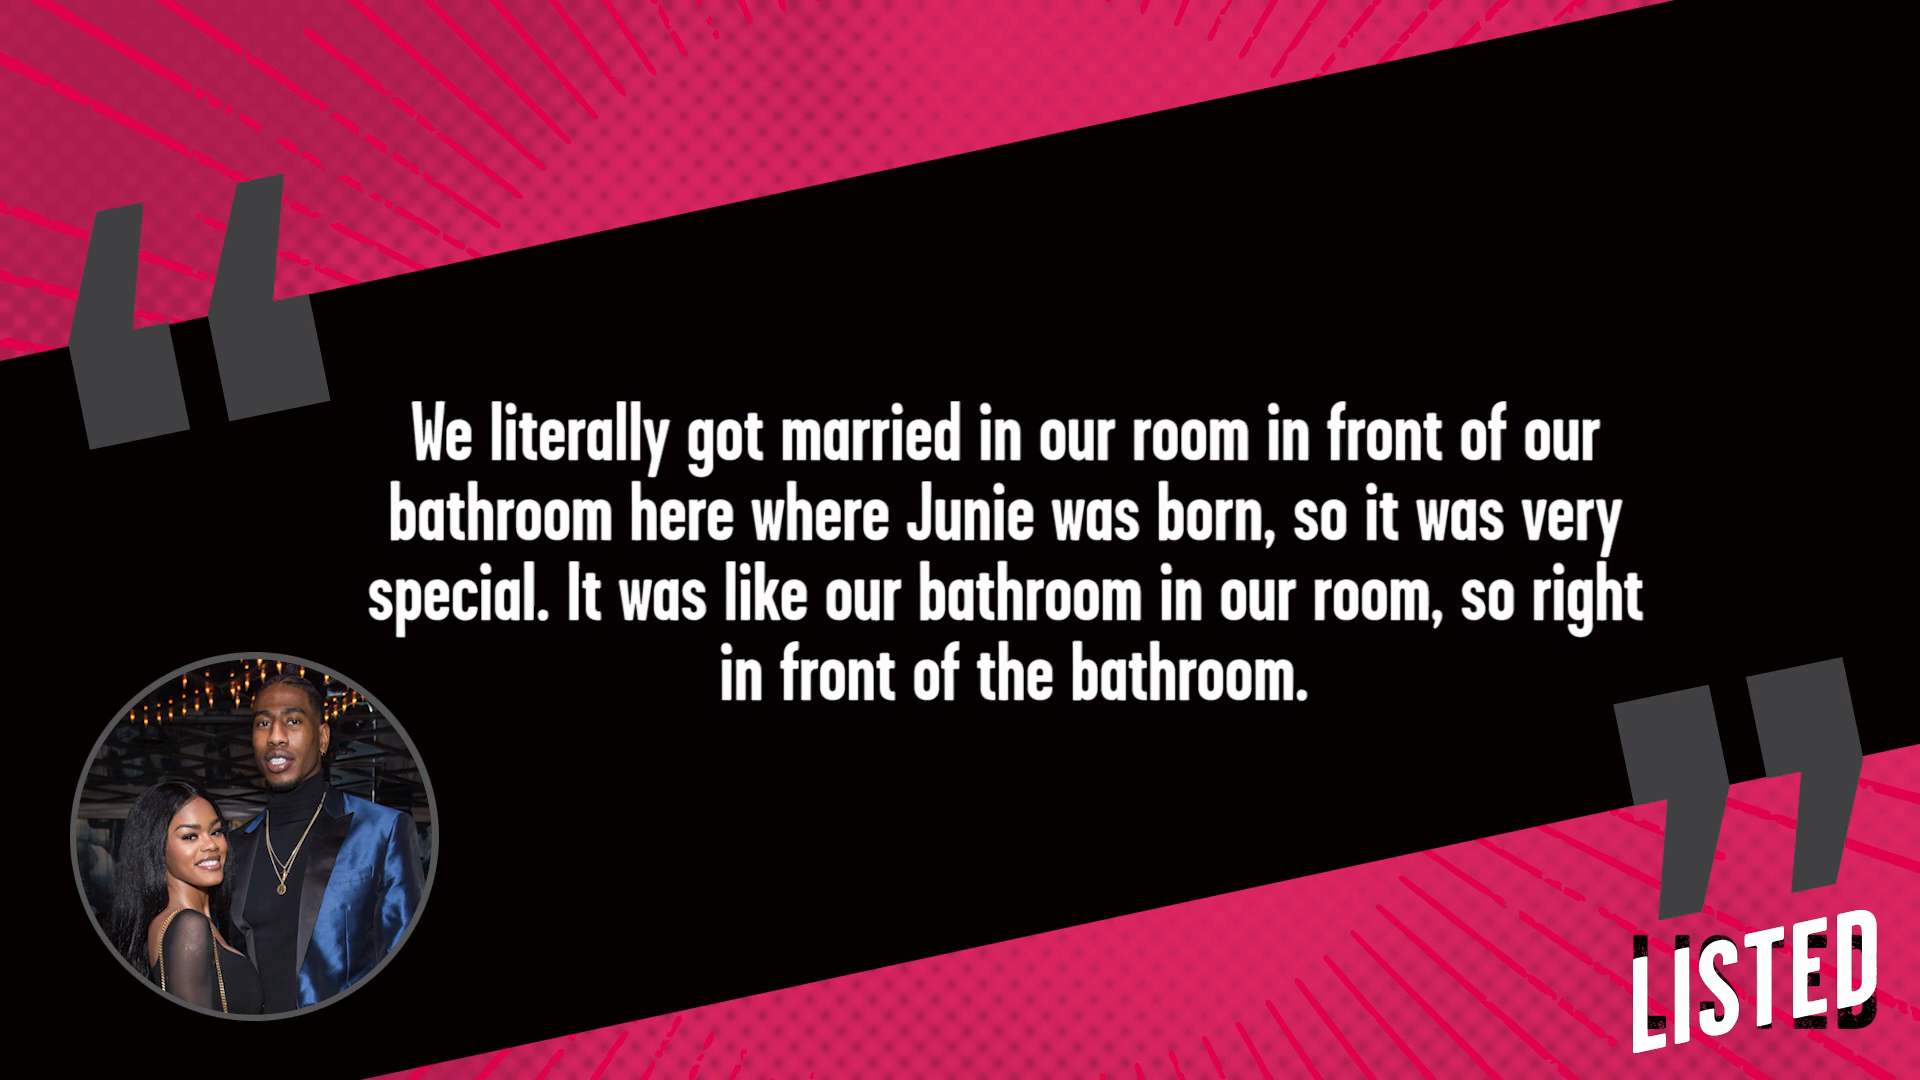 We literally got married in our room in front of our
bathroom here where Junie was born, so it was very
special. It was like our bathroom in our room, so right
in front of the bathroom.
LISTED